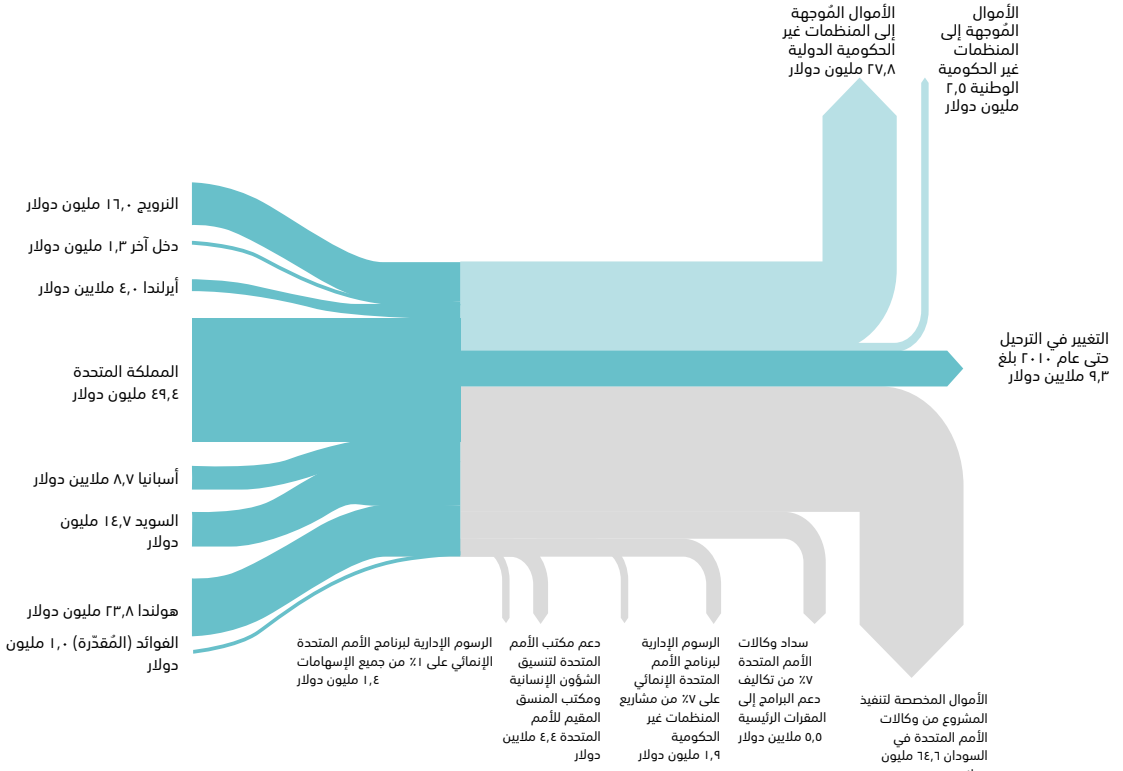 الأموال المُوجهة
إلى المنظمات غير
الحكومية الدولية
٢٧,٨ مليون دولار
الأموال
المُوجهة إلى
المنظمات
غير الحكومية
الوطنية ٢,٥
مليون دولار
النرويج ١٦,٠ مليون دولار
دخل آخر ١,٣ مليون دولار
أيرلندا ٤,٠ ملايين دولار
المملكة المتحدة
٤٩,٤ مليون دولار
أسبانيا ٨,٧ ملايين دولار
السويد ١٤,٧ مليون
دولار
هولندا ٢٣,٨ مليون دولار
الفوائد (المُقدّرة) ١,٠ مليون
دولار
التغيير في الترحيل
حتى عام ٢٠١٠ بلغ
٩,٣ ملايين دولار
الرسوم الإدارية لبرنامج الأمم المتحدة
الإنمائي على ١٪ من جميع الإسهامات
١,٤ مليون دولار
دعم مكتب الأمم
المتحدة لتنسيق
الشؤون الإنسانية
ومكتب المنسق
المقيم للأمم
المتحدة ٤,٤ ملايين
دولار
الرسوم الإدارية
لبرنامج الأمم
المتحدة الإنمائي
على ٧٪ من مشاريع
المنظمات غير
الحكومية
١,٩ مليون دولار
سداد وكالات
الأمم المتحدة
٧٪ من تكاليف
دعم البرامج إلى
المقرات الرئيسية
٥,٥ ملايين دولار
الأموال المخصصة لتنفيذ
المشروع من وكالات
الأمم المتحدة في
السودان ٦٤,٦ مليون